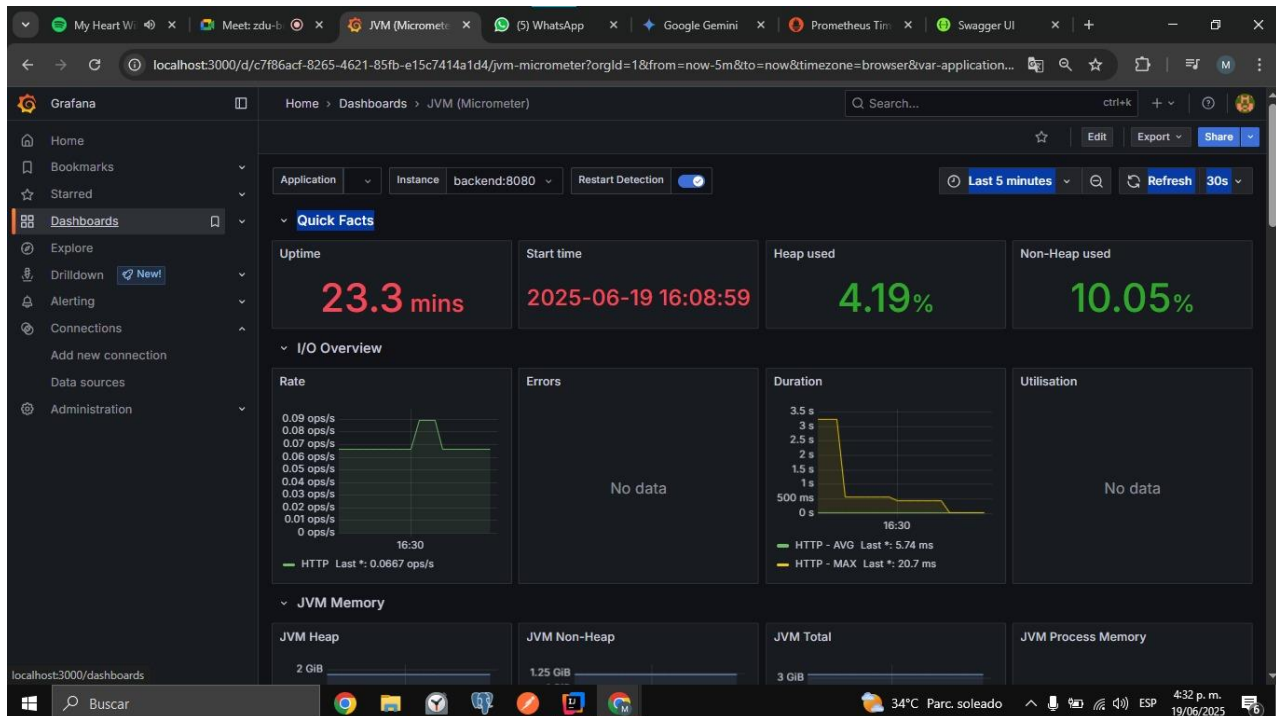 My Heart Wi
Meet: zdu-b
JVM (Micromete
(5) WhatsApp
Google Gemini
Prometheus Tim
Swagger UI
localhost:3000/d/c7f86acf-8265-4621-85fb-e15c7414a1d4/jvm-micrometer?orgId=1&from=now-5m&to=now&timezone=browser&var-application...
M
Grafana
Home > Dashboards > JVM (Micrometer)
Search...
ctrl+k
Home
Bookmarks
Starred
Dashboards
Explore
Drilldown New!
Alerting
Connections
Add new connection
Data sources
Administration
Edit
Export
Share
Application
Instance backend:8080
Restart Detection
Last 5 minutes
Refresh 30s
Quick Facts
Uptime
23.3 mins
Start time
2025-06-19 16:08:59
Heap used
4.19%
Non-Heap used
10.05%
I/O Overview
Rate
0.09 ops/s
0.08 ops/s
0.07 ops/s
0.06 ops/s
0.05 ops/s
0.04 ops/s
0.03 ops/s
0.02 ops/s
0.01 ops/s
0 ops/s
16:30
HTTP Last *: 0.0667 ops/s
Errors
No data
Duration
3.5 s
3 s
2.5 s
2 s
1.5 s
1 s
500 ms
0 s
16:30
HTTP - AVG Last *: 5.74 ms
HTTP - MAX Last *: 20.7 ms
Utilisation
No data
JVM Memory
JVM Heap
2 GiB
JVM Non-Heap
1.25 GiB
JVM Total
3 GiB
JVM Process Memory
localhost:3000/dashboards
Buscar
34°C Parc. soleado
ESP
4:32 p. m.
19/06/2025
6